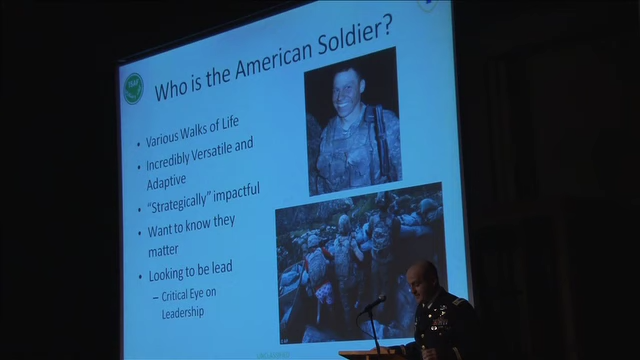 Who is the American Soldier?
• Various Walks of Life
• Incredibly Versatile and
Adaptive
• "Strategically" impactful
• Want to know they
matter
• Looking to be lead
– Critical Eye on
Leadership